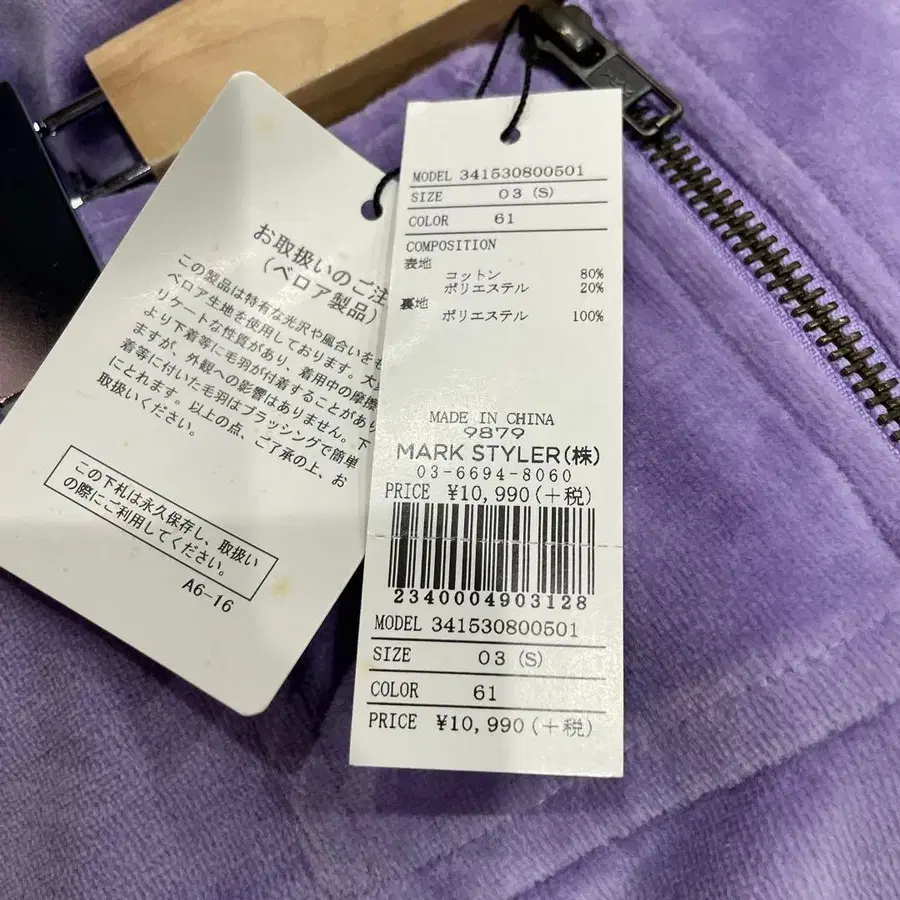 お取扱いのご注
(ベロア製品)
この製品は特有な光沢や風合いをも
ベロア生地を使用しております。大
リケートな性質があり、着用中の摩擦
より下着等に毛羽が付着することがあり
ますが、外観への影響はありません。下
着等に付いた毛羽はブラッシングで簡単
にとれます。以上の点、ご了承の上、お
取扱いください。
この下札は永久保存し、取扱い
の際にご利用してください。
A6-16
MODEL 341530800501
SIZE 03 (S)
COLOR 61
COMPOSITION
表地
コットン 80%
ポリエステル 20%
裏地
ポリエステル 100%
MADE IN CHINA
9879
MARK STYLER(株)
03-6694-8060
PRICE ¥10,990(+税)
2340004903128
MODEL 341530800501
SIZE 03 (S)
COLOR 61
PRICE ¥10,990(+税)